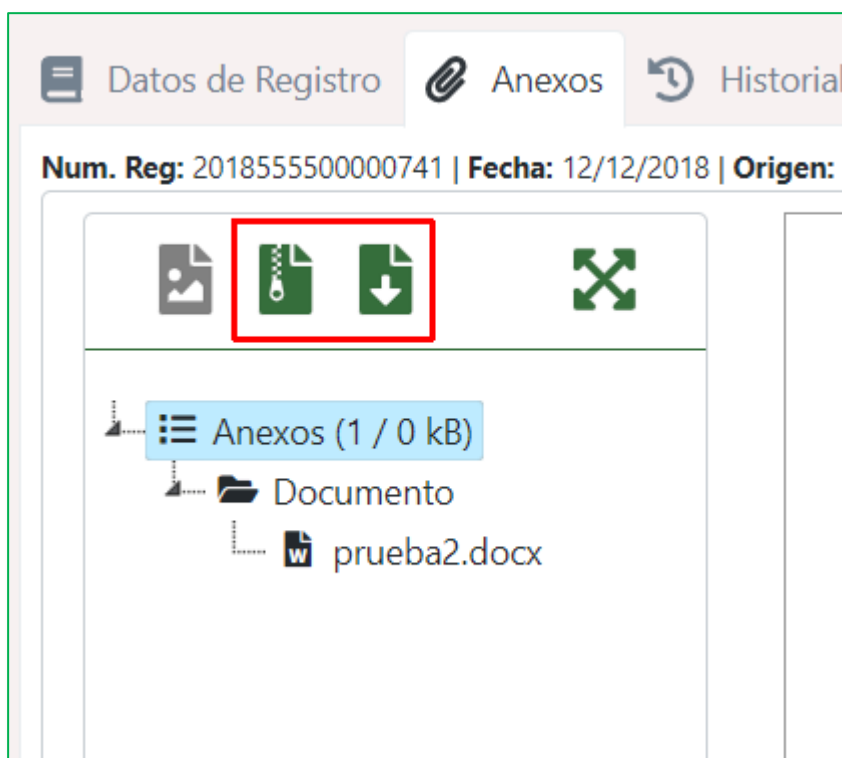 Datos de Registro Anexos Historial
Num. Reg: 2018555500000741 | Fecha: 12/12/2018 | Origen:
Anexos (1 / 0 kB)
Documento
prueba2.docx